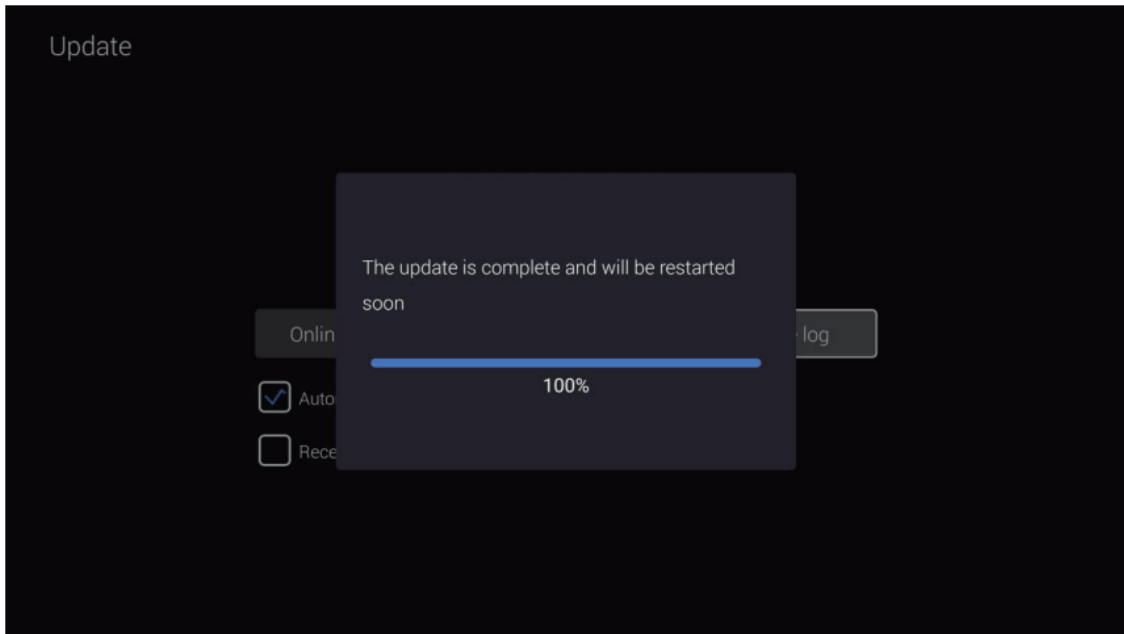 Update
The update is complete and will be restarted
soon
Onlin
log
100%
Auto
Rece